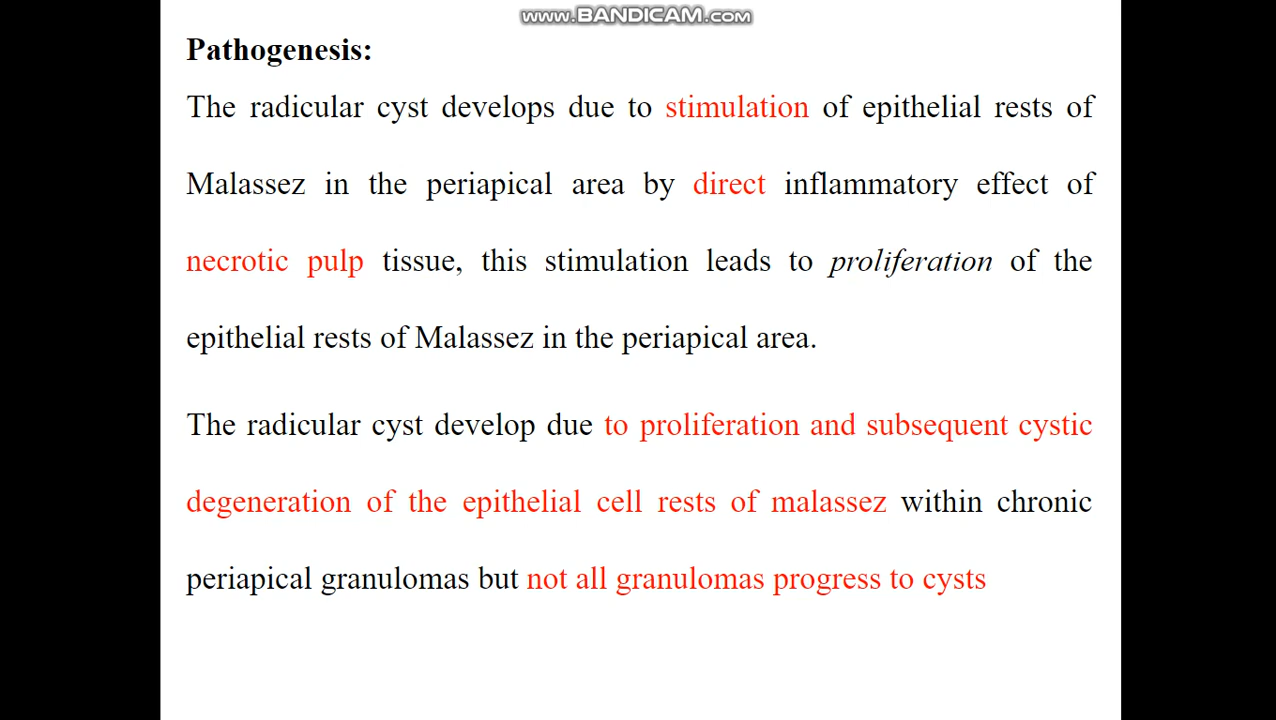 www.BANDICAM.com
Pathogenesis:
The radicular cyst develops due to stimulation of epithelial rests of
Malassez in the periapical area by direct inflammatory effect of
necrotic pulp tissue, this stimulation leads to proliferation of the
epithelial rests of Malassez in the periapical area.
The radicular cyst develop due to proliferation and subsequent cystic
degeneration of the epithelial cell rests of malassez within chronic
periapical granulomas but not all granulomas progress to cysts